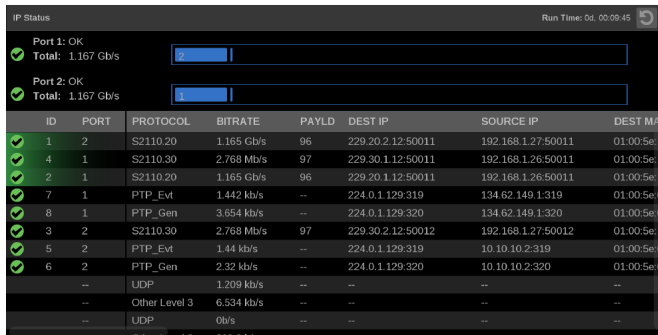 IP Status Run Time: 0d, 00:09:45
Port 1: OK
Total: 1.167 Gb/s
2
Port 2: OK
Total: 1.167 Gb/s
1
ID PORT PROTOCOL BITRATE PAYLD DEST IP SOURCE IP DEST MA
1 2 S2110.20 1.165 Gb/s 96 229.20.2.12:50011 192.168.1.27:50011 01:00:5e:
4 1 S2110.30 2.768 Mb/s 97 229.30.1.12:50011 192.168.1.26:50011 01:00:5e:
2 1 S2110.20 1.165 Gb/s 96 229.20.1.12:50011 192.168.1.26:50011 01:00:5e:
7 1 PTP_Evt 1.442 kb/s -- 224.0.1.129:319 134.62.149.1:319 01:00:5e:
8 1 PTP_Gen 3.654 kb/s -- 224.0.1.129:320 134.62.149.1:320 01:00:5e:
3 2 S2110.30 2.768 Mb/s 97 229.30.2.12:50012 192.168.1.27:50012 01:00:5e:
5 2 PTP_Evt 1.44 kb/s -- 224.0.1.129:319 10.10.10.2:319 01:00:5e:
6 2 PTP_Gen 2.32 kb/s -- 224.0.1.129:320 10.10.10.2:320 01:00:5e:
-- UDP 1.209 kb/s -- -- -- --
-- Other Level 3 6.534 kb/s -- -- -- --
-- UDP 0b/s -- -- -- --